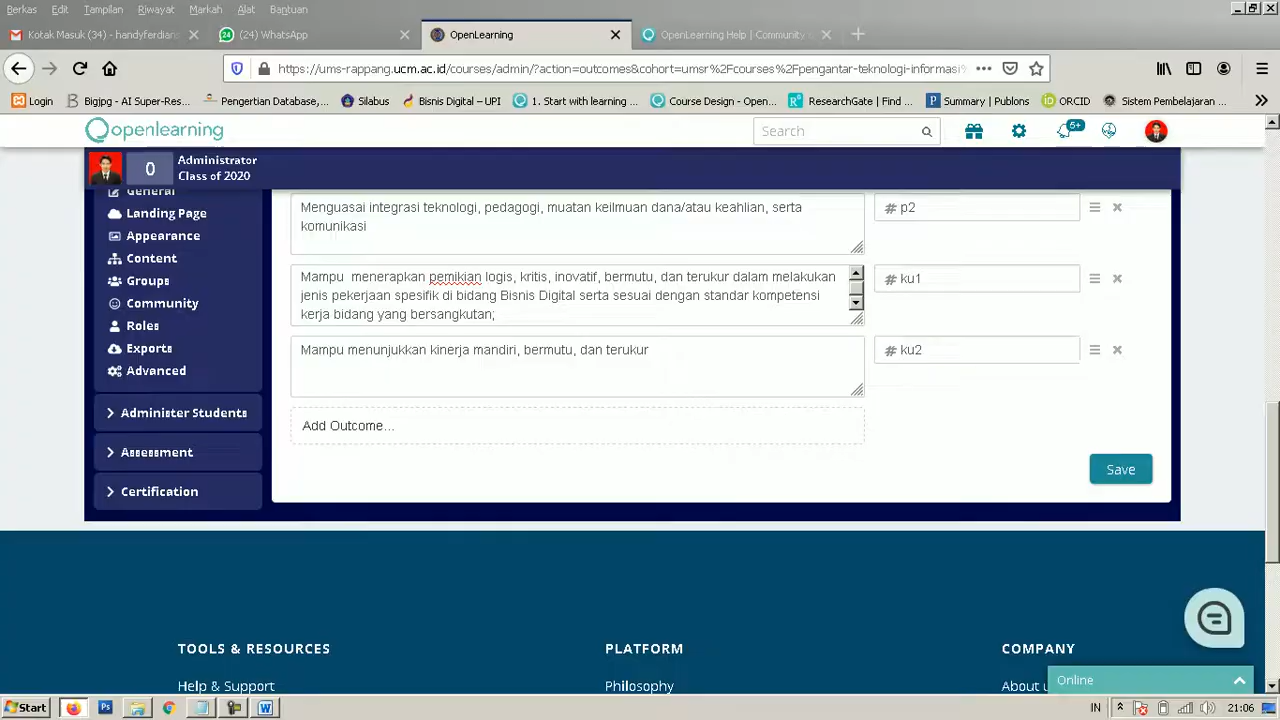 Berkas Edit Tampilan Riwayat Markah Alat Bantuan
Kotak Masuk (34) - handyferdians
(24) WhatsApp
OpenLearning
OpenLearning Help | Community
https://ums-rappang.ucm.ac.id/courses/admin/?action=outcomes&cohort=umsr%2Fcourses%2Fpengantar-teknologi-informasi%
Login
Bigjpg - AI Super-Res...
Pengertian Database,...
Silabus
Bisnis Digital – UPI
1. Start with learning ...
Course Design - Open...
ResearchGate | Find ...
Summary | Publons
ORCID
Sistem Pembelajaran ...
openlearning
Search
5+
0
Administrator
Class of 2020
General
Landing Page
Appearance
Content
Groups
Community
Roles
Exports
Advanced
Administer Students
Assessment
Certification
Menguasai integrasi teknologi, pedagogi, muatan keilmuan dana/atau keahlian, serta
komunikasi
# p2
Mampu menerapkan pemikian logis, kritis, inovatif, bermutu, dan terukur dalam melakukan
jenis pekerjaan spesifik di bidang Bisnis Digital serta sesuai dengan standar kompetensi
kerja bidang yang bersangkutan;
# ku1
Mampu menunjukkan kinerja mandiri, bermutu, dan terukur
# ku2
Add Outcome...
Save
TOOLS & RESOURCES
Help & Support
PLATFORM
Philosophy
COMPANY
About u
Online
Start
IN
21:06